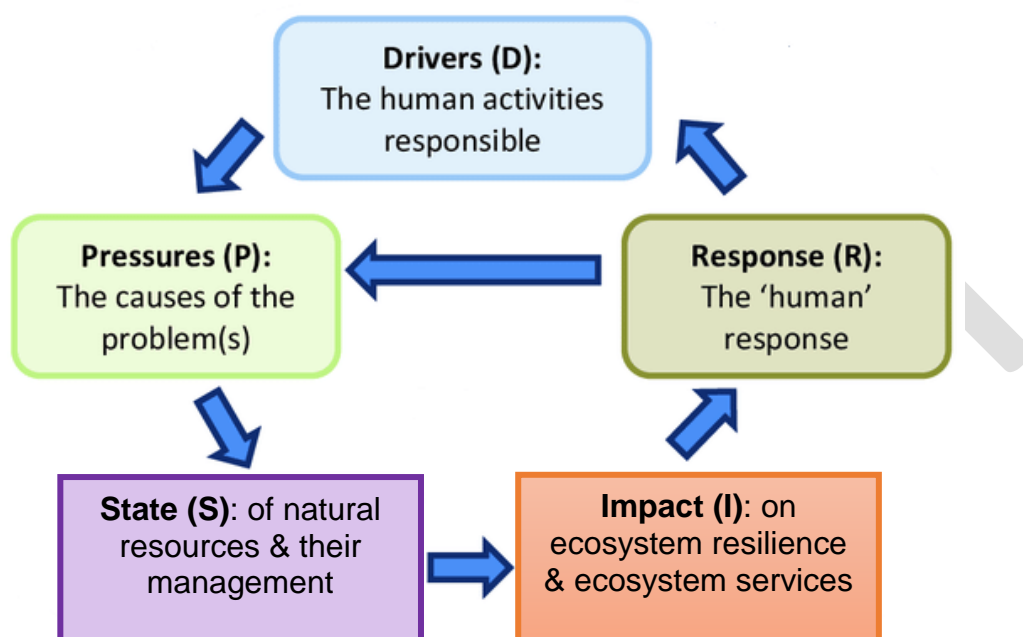 Drivers (D):
The human activities
responsible
Pressures (P):
The causes of the
problem(s)
Response (R):
The ‘human’
response
State (S): of natural
resources & their
management
Impact (I): on
ecosystem resilience
& ecosystem services